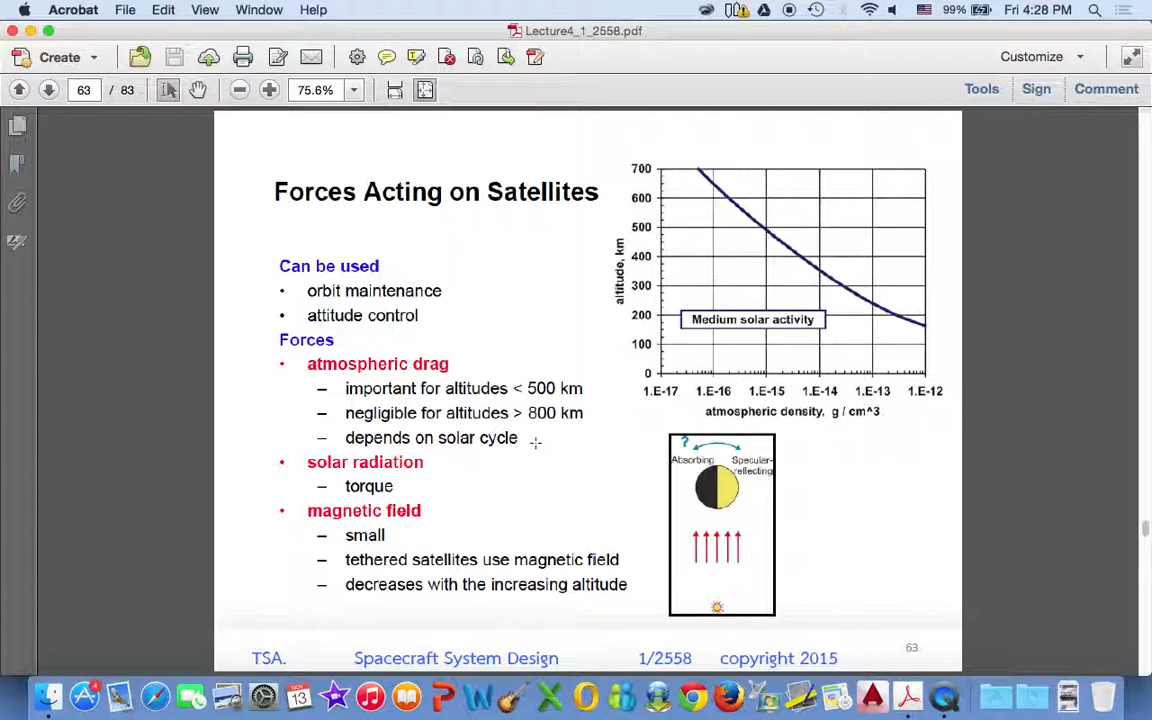 Acrobat File Edit View Window Help 99% Fri 4:28 PM
Lecture4_1_2558.pdf
Create Customize
63 / 83 75.6% Tools Sign Comment
Forces Acting on Satellites
Can be used
• orbit maintenance
• attitude control
Forces
• atmospheric drag
– important for altitudes < 500 km
– negligible for altitudes > 800 km
– depends on solar cycle
• solar radiation
– torque
• magnetic field
– small
– tethered satellites use magnetic field
– decreases with the increasing altitude
altitude, km
700
600
500
400
300
200
100
0
Medium solar activity
1.E-17 1.E-16 1.E-15 1.E-14 1.E-13 1.E-12
atmospheric density, g / cm^3
?
Absorbing Specular-
reflecting
63
TSA. Spacecraft System Design 1/2558 copyright 2015
4 NOV 13